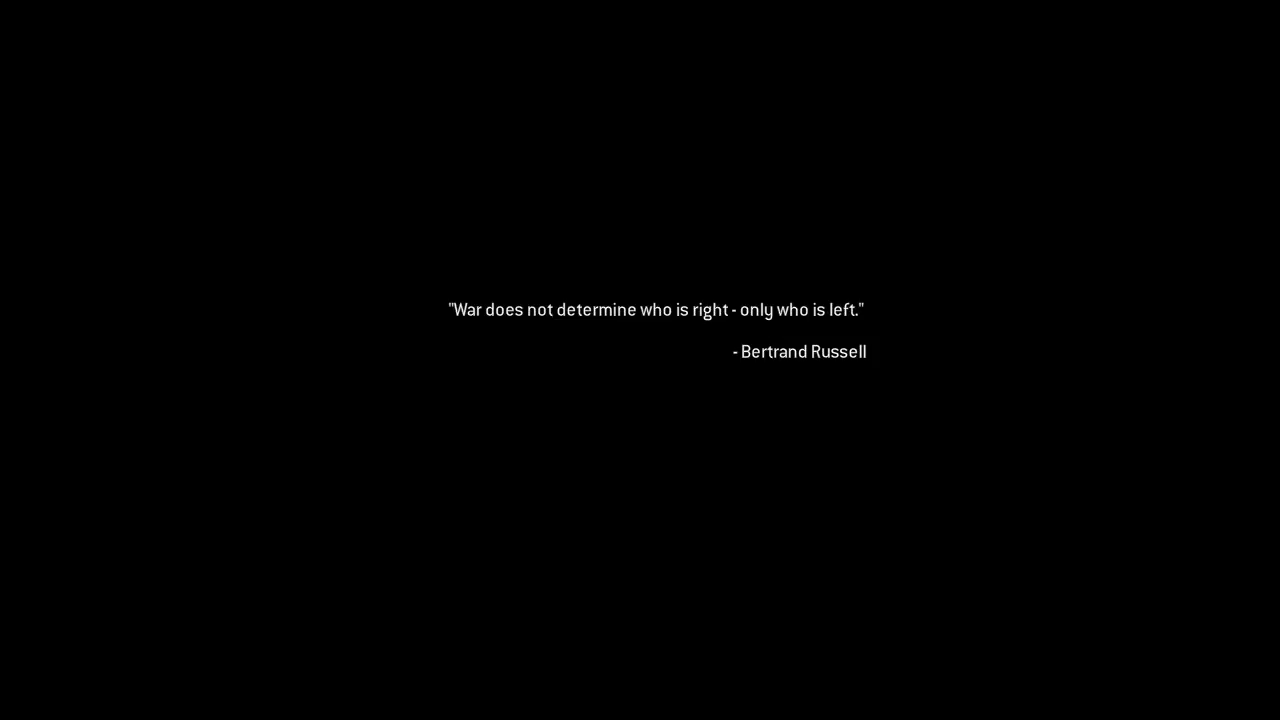 "War does not determine who is right - only who is left."
- Bertrand Russell